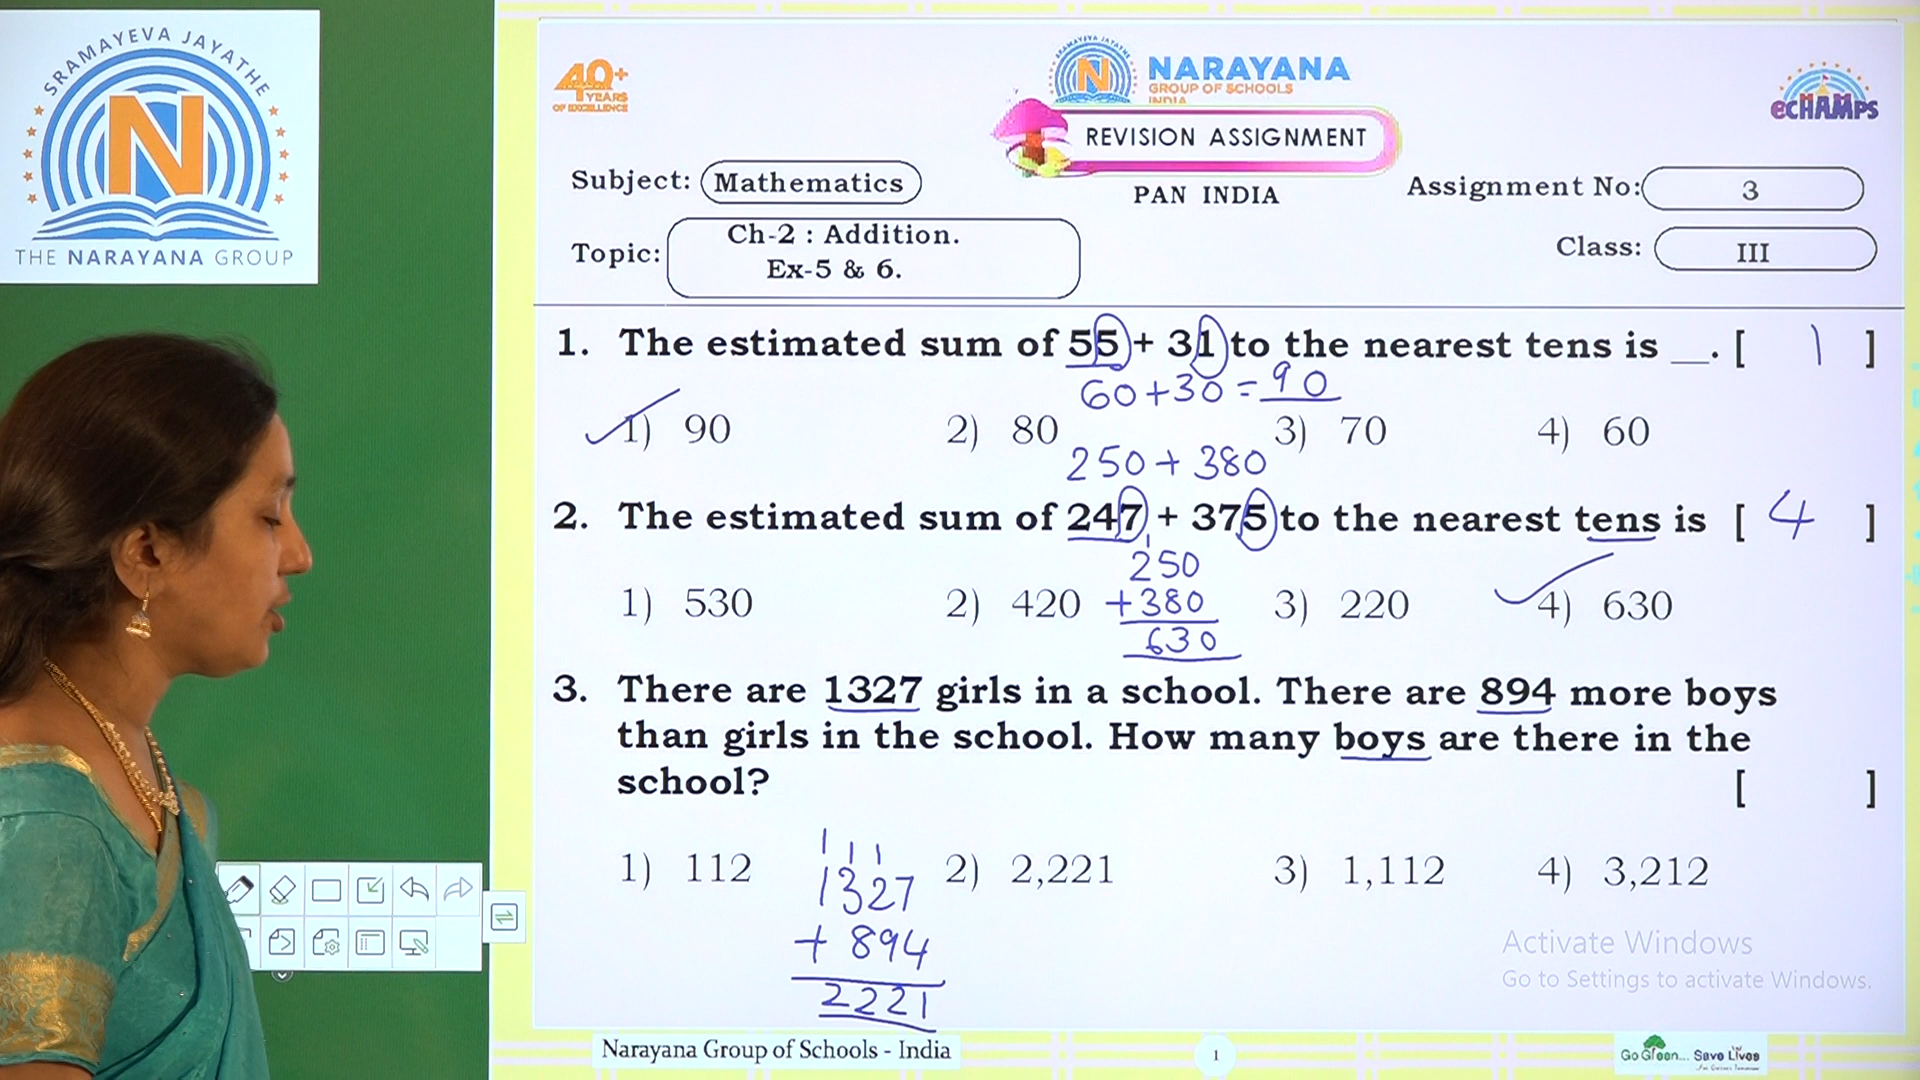 SRAMAYEVA JAYATHE
N
THE NARAYANA GROUP
40+
YEARS
OF EXCELLENCE
SRAMAYEVA JAYATHE
N
NARAYANA
GROUP OF SCHOOLS
INDIA
eCHAMPS
REVISION ASSIGNMENT
PAN INDIA
Subject: Mathematics
Assignment No: 3
Topic: Ch-2 : Addition.
Ex-5 & 6.
Class: III
1. The estimated sum of 55 + 31 to the nearest tens is __. [ 1 ]
60+30 = 90
1) 90 2) 80 3) 70 4) 60
250 + 380
2. The estimated sum of 247 + 375 to the nearest tens is [ 4 ]
1
250
+380
630
1) 530 2) 420 3) 220 4) 630
3. There are 1327 girls in a school. There are 894 more boys
than girls in the school. How many boys are there in the
school? [ ]
1) 112 2) 2,221 3) 1,112 4) 3,212
1 1 1
1327
+ 894
2221
Activate Windows
Go to Settings to activate Windows.
Narayana Group of Schools - India
1
Go Green... Save Lives